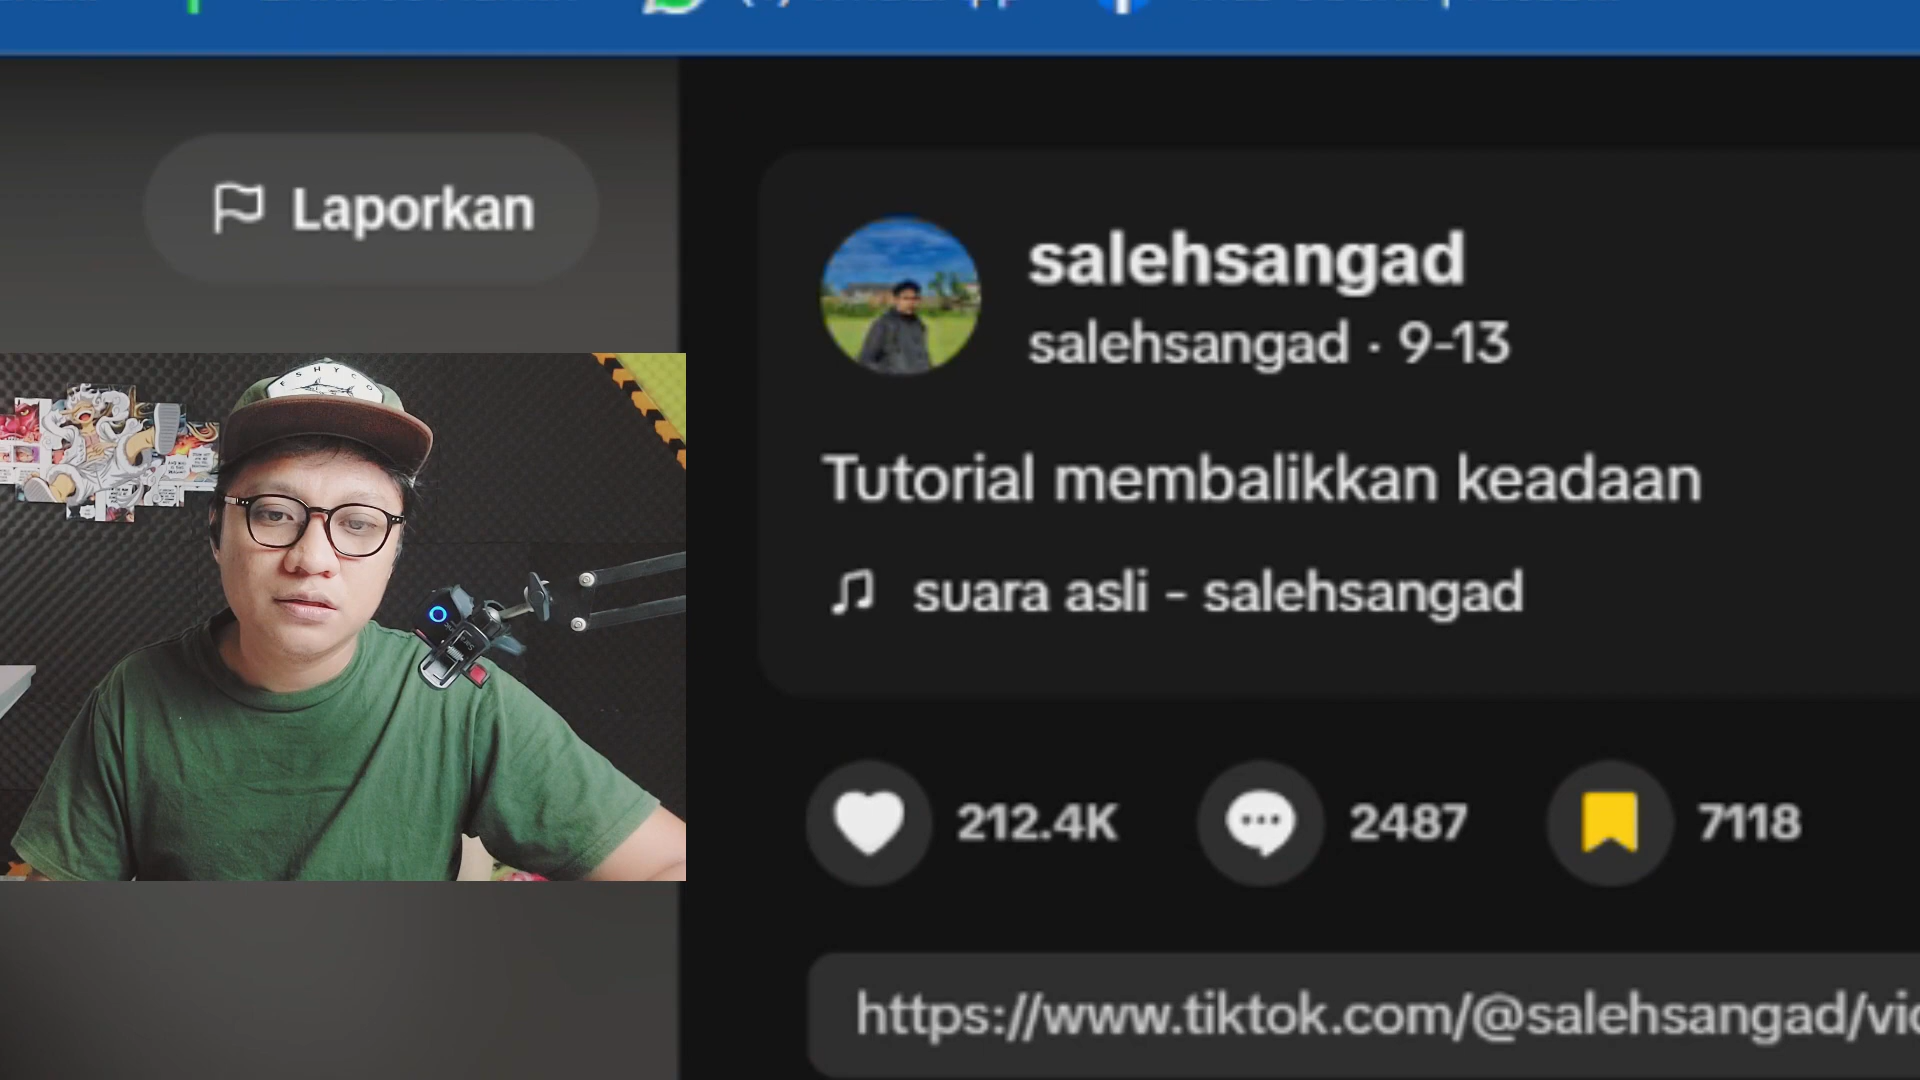 Laporkan
salehsangad
salehsangad · 9-13
Tutorial membalikkan keadaan
suara asli - salehsangad
212.4K
2487
7118
https://www.tiktok.com/@salehsangad/vid